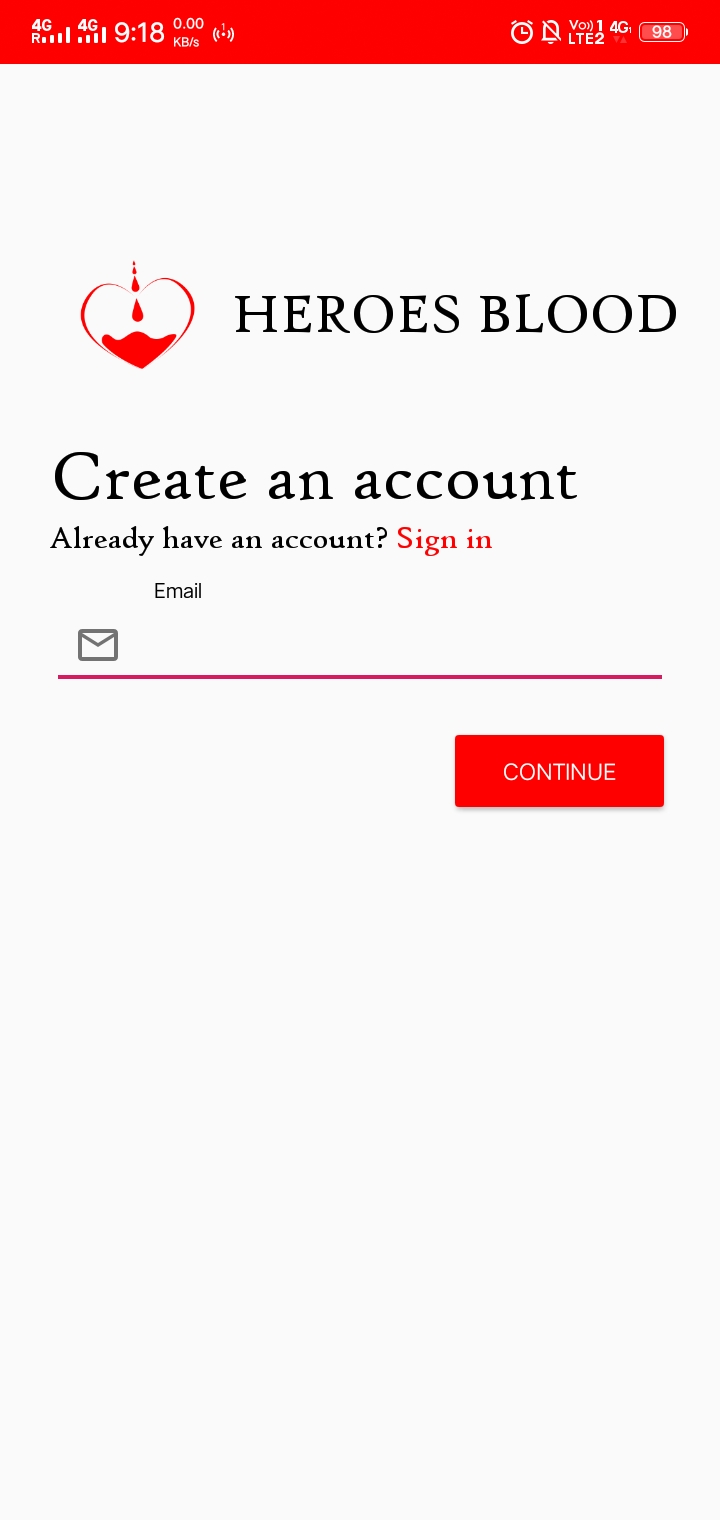 4G R 4G 9:18 0.00 KB/s Vo)) 1 LTE2 4G 98
HEROES BLOOD
Create an account
Already have an account? Sign in
Email
CONTINUE